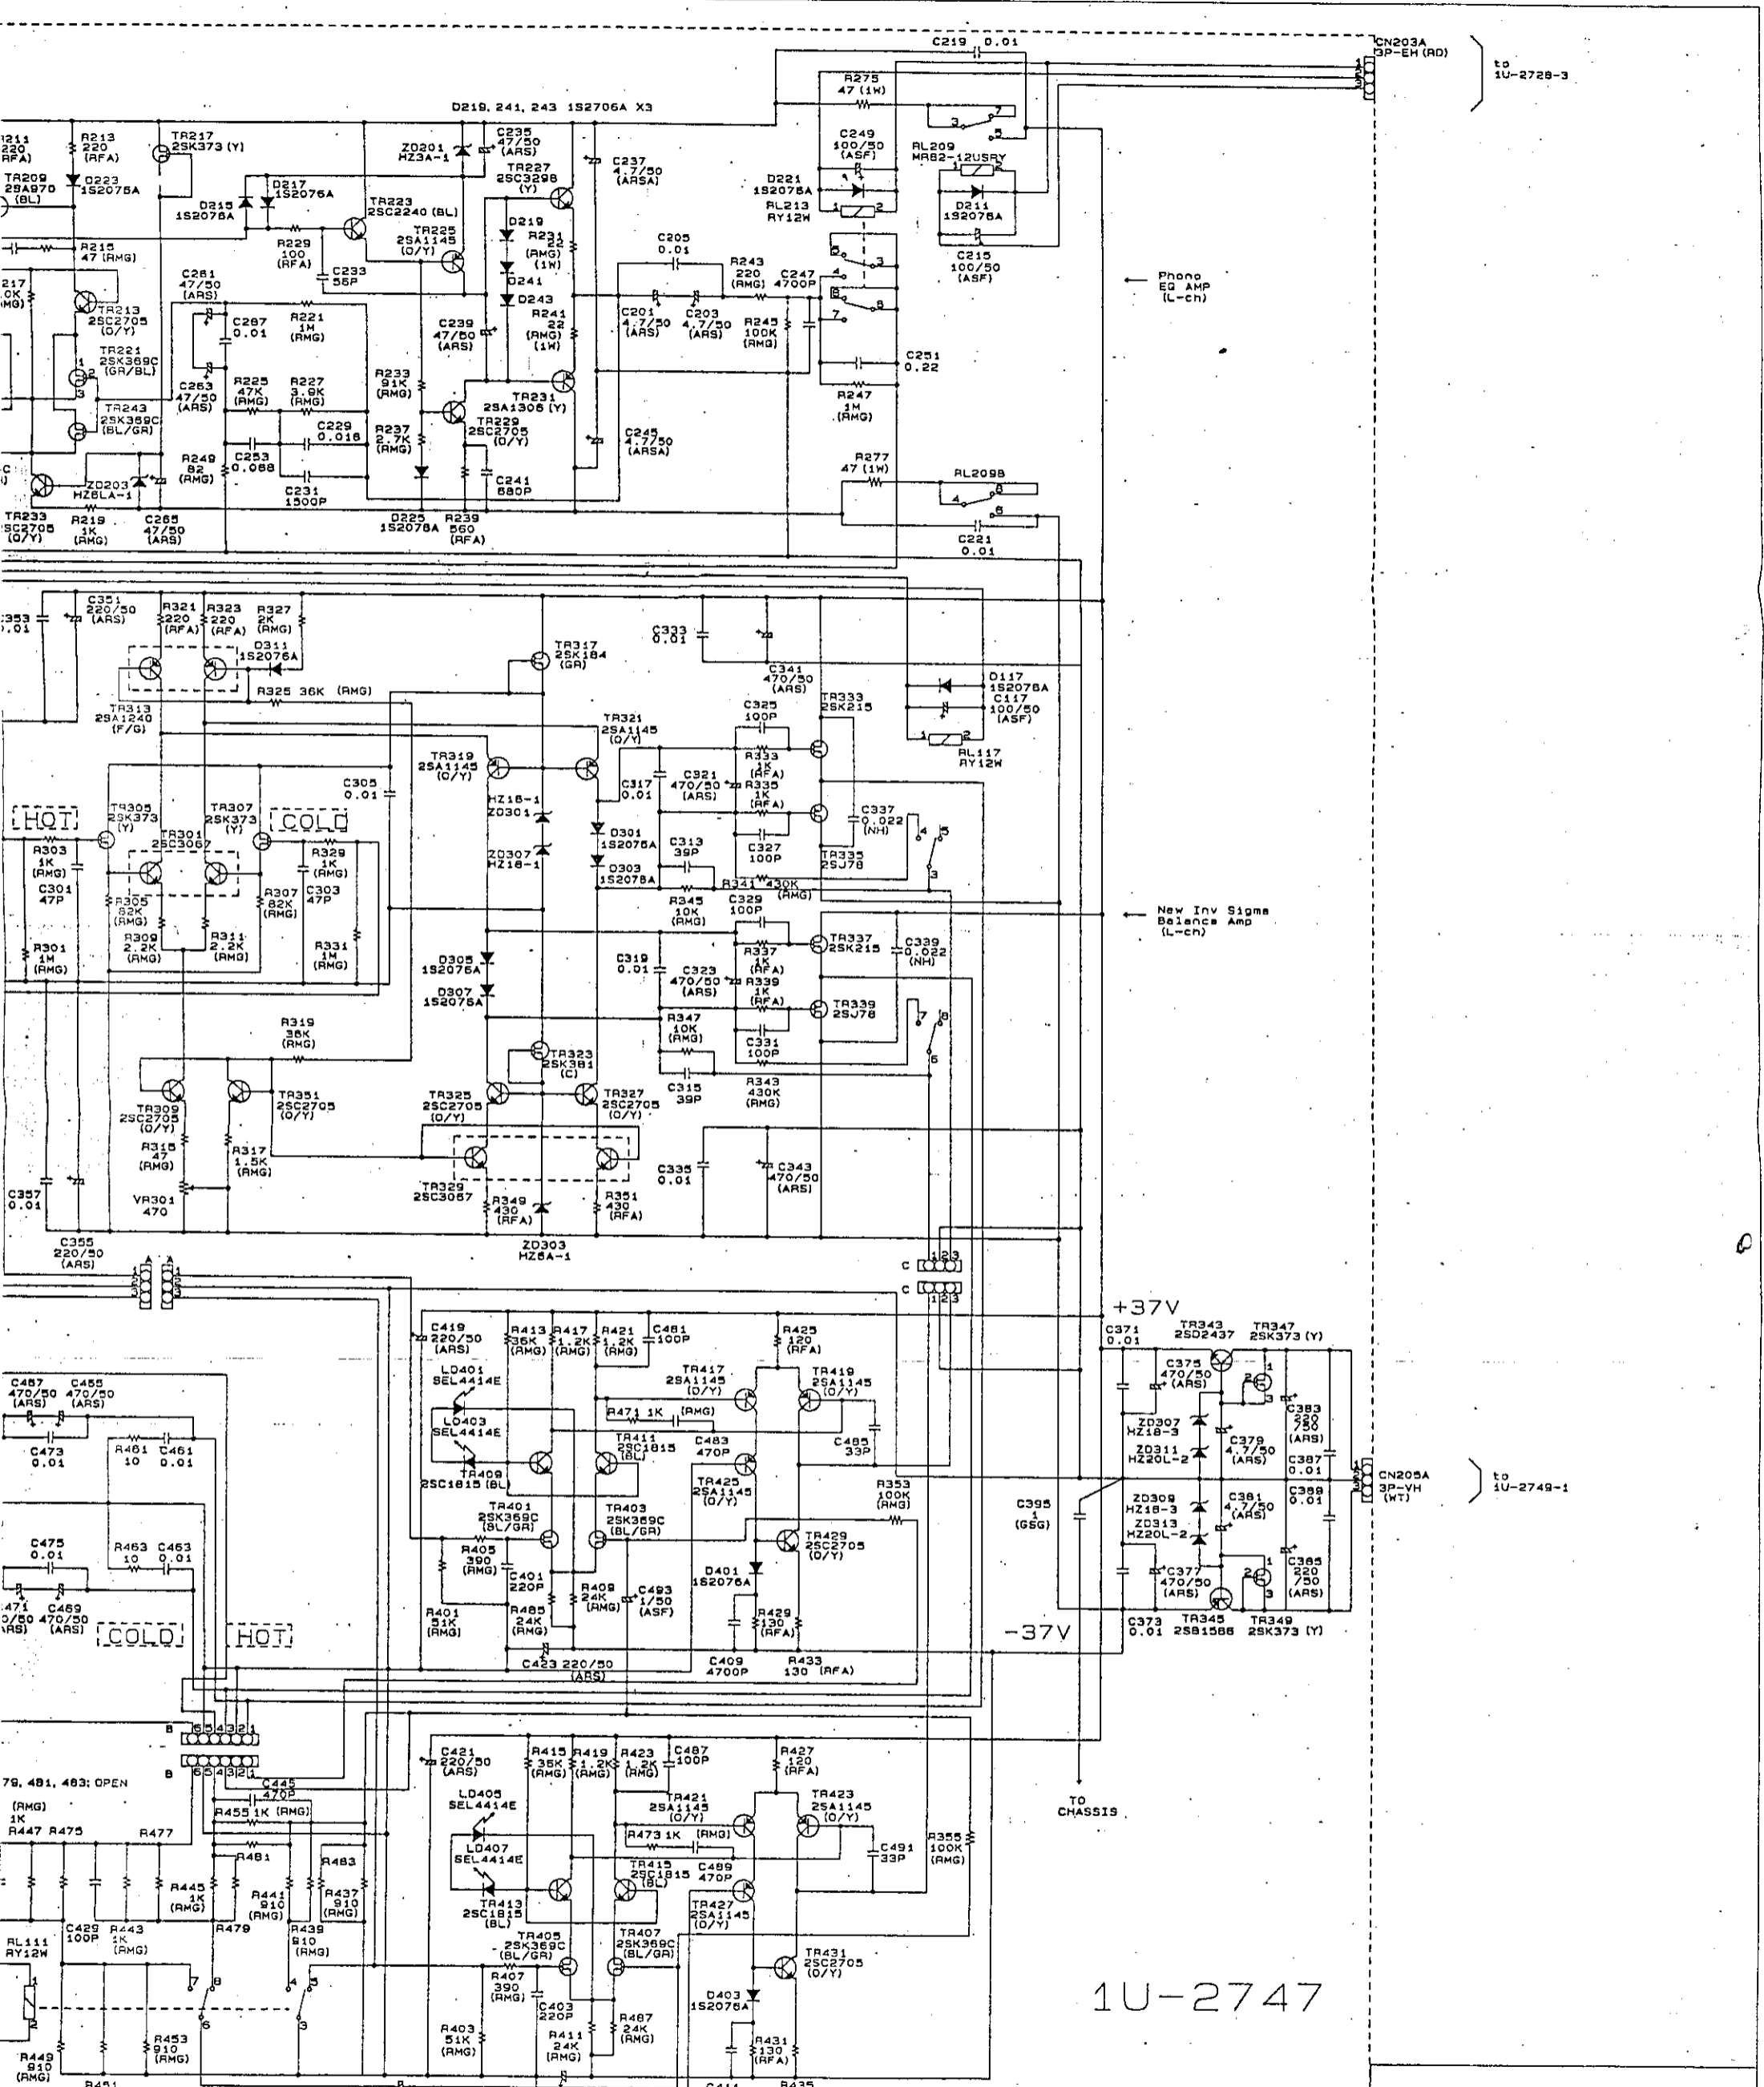 C219 0.01
CN203A
3P-EH (RD)
to
1U-2728-3
R275
47 (1W)
D219, 241, 243 1S2706A X3
R213
220
(RFA)
TR217
2SK373 (Y)
ZD201
HZ3A-1
C235
47/50
(ARS)
TR227
2SC3298
(Y)
C237
4.7/50
(ARSA)
C249
100/50
(ASF)
RL209
MR82-12USRY
TR209
2SA970
(BL)
D223
1S2076A
D217
1S2076A
D215
1S2076A
TR223
2SC2240 (BL)
TR225
2SA1145
(O/Y)
D221
1S2076A
RL213
RY12W
D211
1S2076A
C215
100/50
(ASF)
R215
47 (RMG)
R229
100
(RFA)
C233
56P
D219
R231
22
(RMG)
(1W)
D241
D243
R241
22
(RMG)
(1W)
C205
0.01
R243
220
(RMG)
C247
4700P
Phono
EQ AMP
(L-ch)
C261
47/50
(ARS)
TR213
2SC2705
(O/Y)
C267
0.01
R221
1M
(RMG)
C239
47/50
(ARS)
C201
4.7/50
(ARS)
C203
4.7/50
(ARS)
R245
100K
(RMG)
TR221
2SK369C
(GR/BL)
C263
47/50
(ARS)
R225
47K
(RMG)
R227
3.9K
(RMG)
R233
91K
(RMG)
TR231
2SA1306 (Y)
C251
0.22
R247
1M
(RMG)
TR243
2SK369C
(BL/GR)
C229
0.016
R237
2.7K
(RMG)
TR229
2SC2705
(O/Y)
C245
4.7/50
(ARSA)
R249
82
(RMG)
C253
0.068
ZD203
HZ6LA-1
C231
1500P
C241
680P
R277
47 (1W)
RL209B
TR233
2SC2705
(O/Y)
R219
1K
(RMG)
C265
47/50
(ARS)
D225
1S2076A
R239
560
(RFA)
C221
0.01
C351
220/50
(ARS)
R321
220
(RFA)
R323
220
(RFA)
R327
2K
(RMG)
D311
1S2076A
TR317
2SK184
(GR)
C333
0.01
C341
470/50
(ARS)
D117
1S2076A
C117
100/50
(ASF)
RL117
RY12W
R325 36K (RMG)
TR313
2SA1240
(F/G)
TR321
2SA1145
(O/Y)
C325
100P
TR333
2SK215
TR319
2SA1145
(O/Y)
C305
0.01
C317
0.01
C321
470/50
(ARS)
R333
1K
(RFA)
R335
1K
(RFA)
HZ18-1
ZD301
C337
0.022
(NH)
HOT
TR305
2SK373
(Y)
TR307
2SK373
(Y)
COLD
TR301
2SC3067
D301
1S2076A
ZD307
HZ18-1
D303
1S2076A
C313
39P
C327
100P
TR335
2SJ78
R303
1K
(RMG)
C301
47P
R329
1K
(RMG)
C303
47P
R307
82K
(RMG)
R305
82K
(RMG)
R341 430K
(RMG)
R345
10K
(RMG)
C329
100P
New Inv Sigma
Balance Amp
(L-ch)
R301
1M
(RMG)
R309
2.2K
(RMG)
R311
2.2K
(RMG)
R331
1M
(RMG)
D305
1S2076A
D307
1S2076A
C319
0.01
C323
470/50
(ARS)
R337
1K
(RFA)
R339
1K
(RFA)
TR337
2SK215
C339
0.022
(NH)
TR339
2SJ78
R347
10K
(RMG)
C331
100P
R319
36K
(RMG)
TR323
2SK381
(C)
C315
39P
R343
430K
(RMG)
TR309
2SC2705
(O/Y)
TR351
2SC2705
(O/Y)
TR325
2SC2705
(O/Y)
TR327
2SC2705
(O/Y)
R315
47
(RMG)
R317
1.5K
(RMG)
C335
0.01
C343
470/50
(ARS)
C357
0.01
VR301
470
TR329
2SC3067
R349
430
(RFA)
R351
430
(RFA)
ZD303
HZ6A-1
C355
220/50
(ARS)
A A
C
C
+37V
C419
220/50
(ARS)
R413
36K
(RMG)
R417
1.2K
(RMG)
R421
1.2K
(RMG)
C481
100P
R425
120
(RFA)
C371
0.01
TR343
2SD2437
TR347
2SK373 (Y)
LD401
SEL4414E
TR417
2SA1145
(O/Y)
TR419
2SA1145
(O/Y)
C375
470/50
(ARS)
C467
470/50
(ARS)
C455
470/50
(ARS)
LD403
SEL4414E
R471 1K (RMG)
C483
470P
C485
33P
ZD307
HZ18-3
ZD311
HZ20L-2
C379
4.7/50
(ARS)
C383
220
/50
(ARS)
C473
0.01
R461
10
C461
0.01
TR411
2SC1815
(BL)
TR409
2SC1815 (BL)
TR425
2SA1145
(O/Y)
R353
100K
(RMG)
C387
0.01
CN205A
3P-VH
(WT)
to
1U-2749-1
TR401
2SK369C
(BL/GR)
TR403
2SK369C
(BL/GR)
TR429
2SC2705
(O/Y)
C395
1
(GSG)
ZD309
HZ18-3
ZD313
HZ20L-2
C381
4.7/50
(ARS)
C389
0.01
C475
0.01
R463
10
C463
0.01
R405
390
(RMG)
C401
220P
R409
24K
(RMG)
C493
1/50
(ASF)
D401
1S2076A
C377
470/50
(ARS)
C385
220
/50
(ARS)
C469
470/50
(ARS)
COLD
HOT
R401
51K
(RMG)
R485
24K
(RMG)
R429
130
(RFA)
-37V
C373
0.01
TR345
2SB1586
TR349
2SK373 (Y)
C423 220/50
(ARS)
C409
4700P
R433
130 (RFA)
B
B
79, 481, 483: OPEN
C445
470P
R455 1K (RMG)
C421
220/50
(ARS)
R415
36K
(RMG)
R419
1.2K
(RMG)
R423
1.2K
(RMG)
C487
100P
R427
120
(RFA)
TO
CHASSIS
(RMG)
1K
R447
R475
R477
R481
R483
LD405
SEL4414E
TR421
2SA1145
(O/Y)
TR423
2SA1145
(O/Y)
LD407
SEL4414E
R473 1K (RMG)
C489
470P
C491
33P
R355
100K
(RMG)
R445
1K
(RMG)
R441
910
(RMG)
R437
910
(RMG)
TR415
2SC1815
(BL)
TR413
2SC1815
(BL)
TR427
2SA1145
(O/Y)
C429
100P
R443
1K
(RMG)
R479
R439
910
(RMG)
RL111
RY12W
TR405
2SK369C
(BL/GR)
TR407
2SK369C
(BL/GR)
TR431
2SC2705
(O/Y)
R407
390
(RMG)
C403
220P
D403
1S2076A
1U-2747
R403
51K
(RMG)
R411
24K
(RMG)
R487
24K
(RMG)
R431
130
(RFA)
R449
910
(RMG)
R453
910
(RMG)
R451
R435